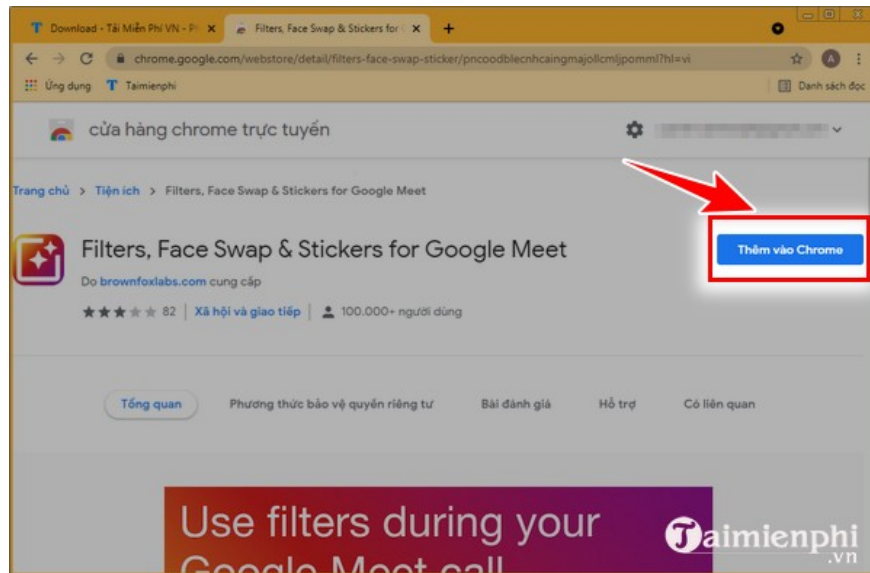 Download - Tải Miễn Phí VN - P
Filters, Face Swap & Stickers for
chrome.google.com/webstore/detail/filters-face-swap-sticker/pncoodblecnhcaingmajollcmljpomml?hl=vi
A
Ứng dụng Taimienphi
Danh sách đọc
cửa hàng chrome trực tuyến
Trang chủ > Tiện ích > Filters, Face Swap & Stickers for Google Meet
Filters, Face Swap & Stickers for Google Meet
Thêm vào Chrome
Do brownfoxlabs.com cung cấp
82 | Xã hội và giao tiếp | 100.000+ người dùng
Tổng quan
Phương thức bảo vệ quyền riêng tư
Bài đánh giá
Hỗ trợ
Có liên quan
Use filters during your
Google Meet call
Taimienphi
.vn